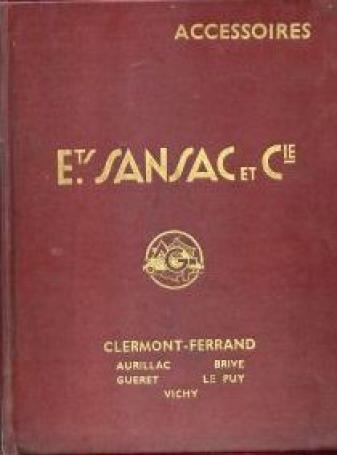 ACCESSOIRES
Ets SANSAC ET CIE
G
CLERMONT-FERRAND
AURILLAC BRIVE
GUERET LE PUY
VICHY